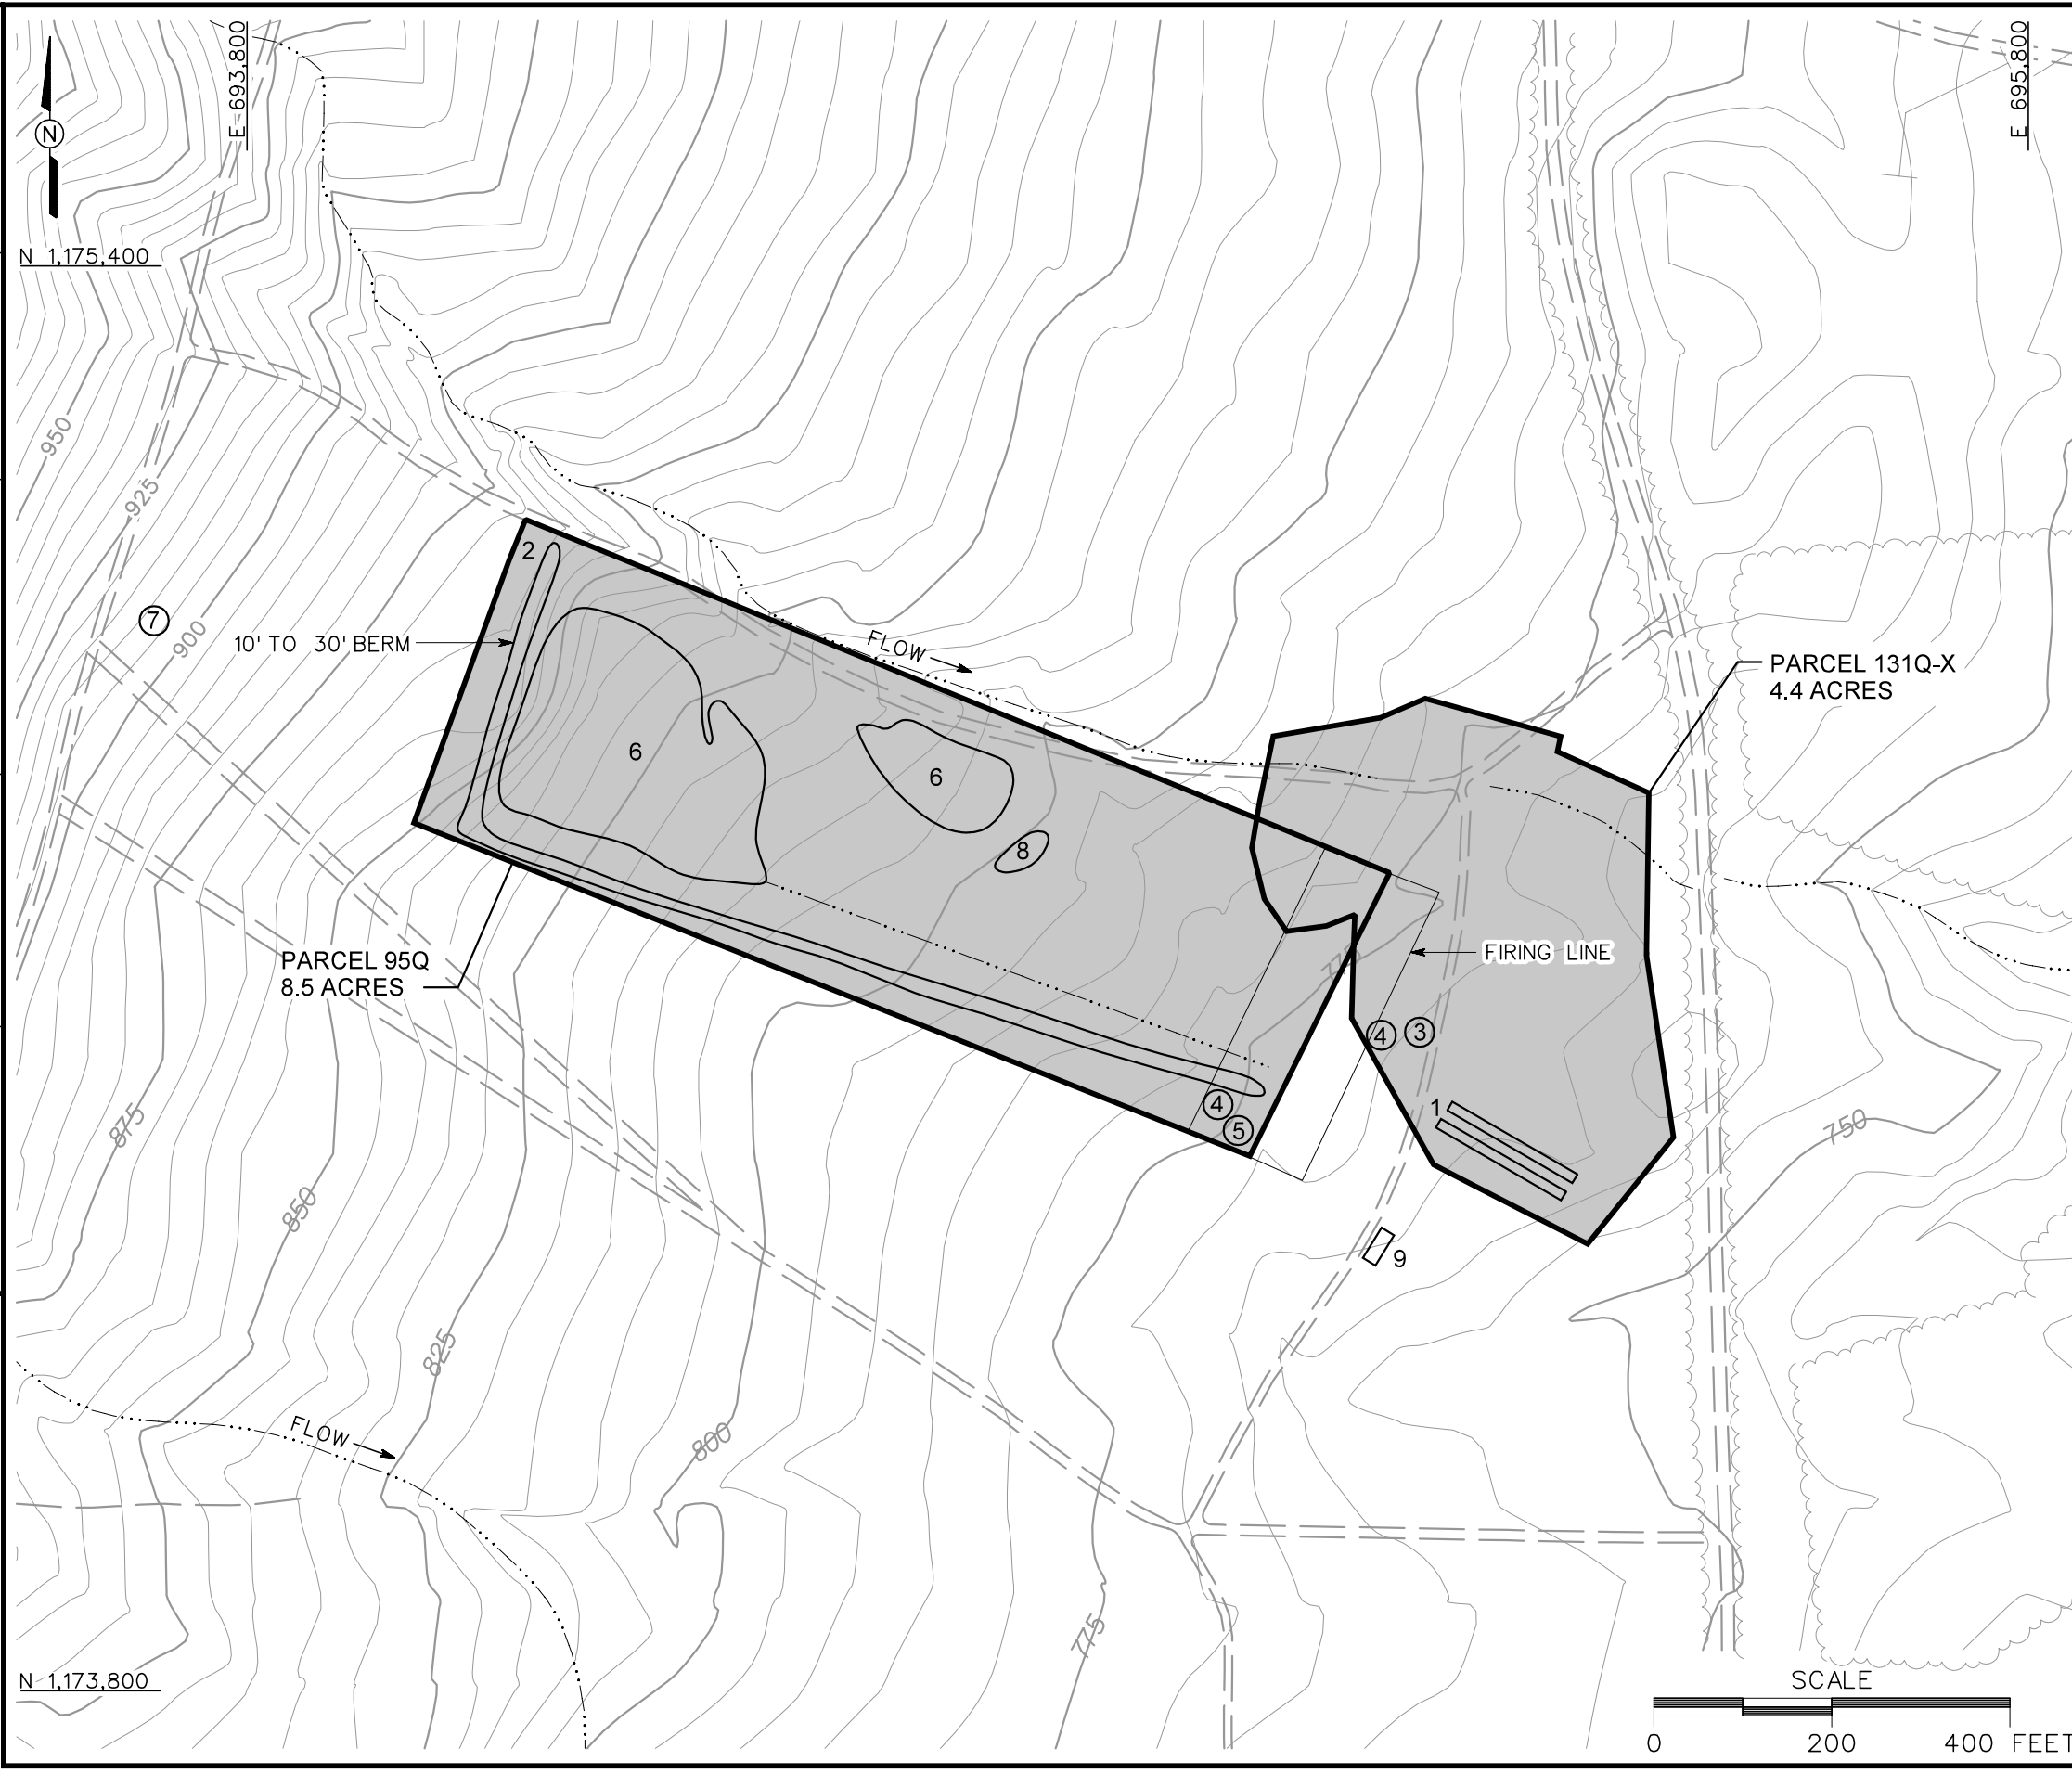 E 693,800
E 695,800
N
N 1,175,400
950
925
2
7
900
10' TO 30' BERM
FLOW
PARCEL 131Q-X
4.4 ACRES
6
6
8
PARCEL 95Q
8.5 ACRES
FIRING LINE
4
3
4
5
1
9
875
850
825
800
775
750
FLOW
N 1,173,800
SCALE
0 200 400 FEET